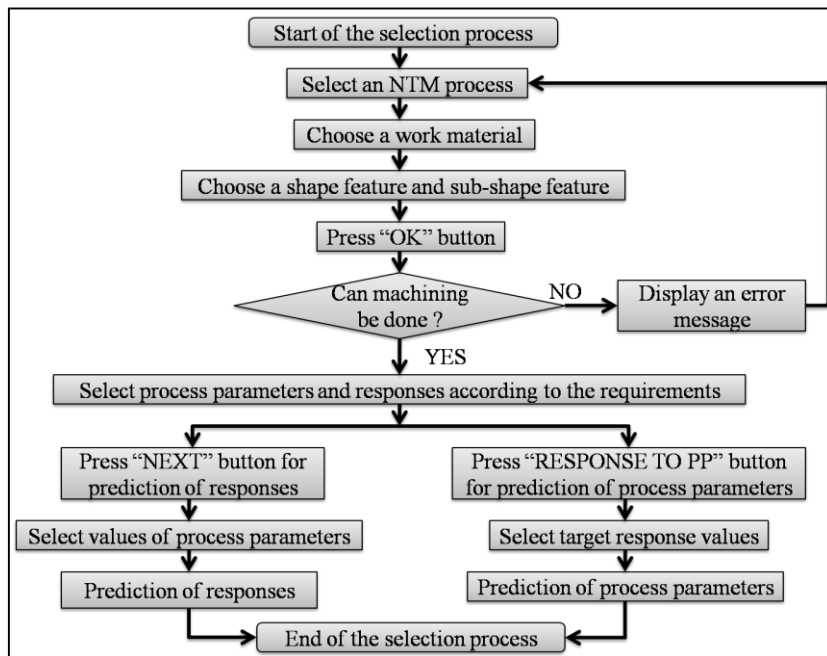 Start of the selection process
Select an NTM process
Choose a work material
Choose a shape feature and sub-shape feature
Press “OK” button
Can machining
be done ?
NO
Display an error
message
YES
Select process parameters and responses according to the requirements
Press “NEXT” button for
prediction of responses
Select values of process parameters
Prediction of responses
Press “RESPONSE TO PP” button
for prediction of process parameters
Select target response values
Prediction of process parameters
End of the selection process